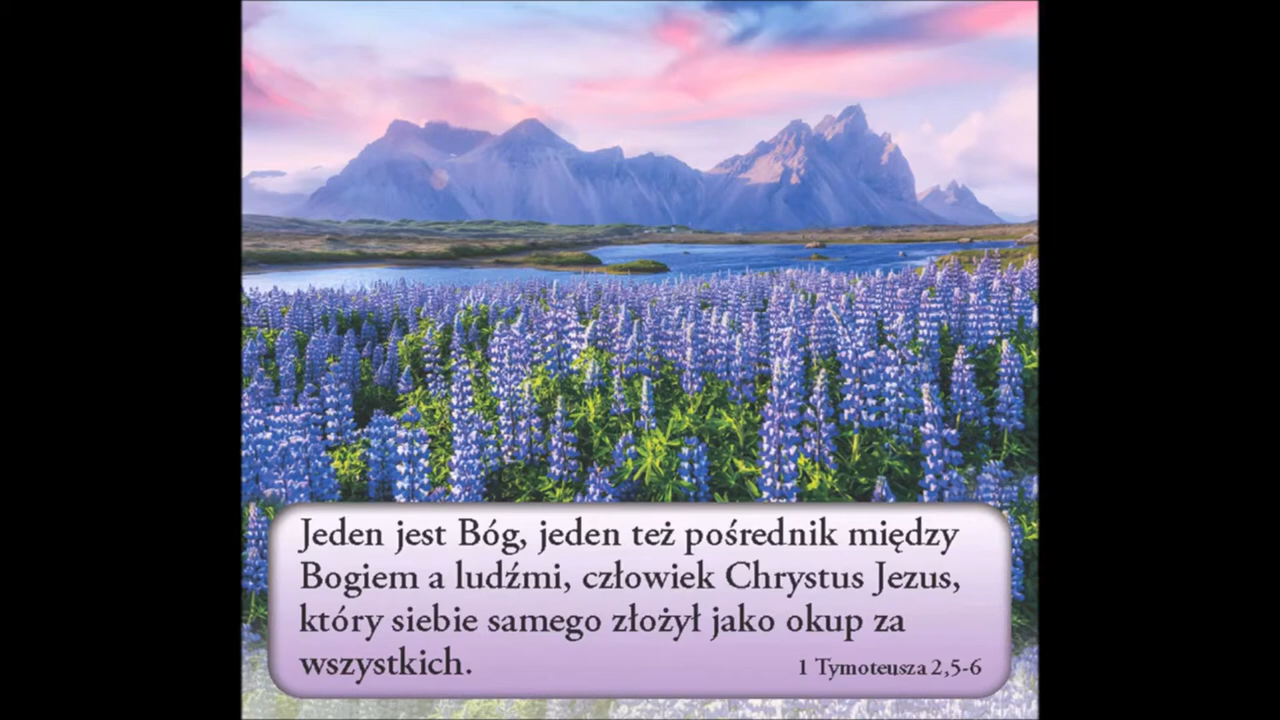 Jeden jest Bóg, jeden też pośrednik między
Bogiem a ludźmi, człowiek Chrystus Jezus,
który siebie samego złożył jako okup za
wszystkich.
1 Tymoteusza 2,5-6